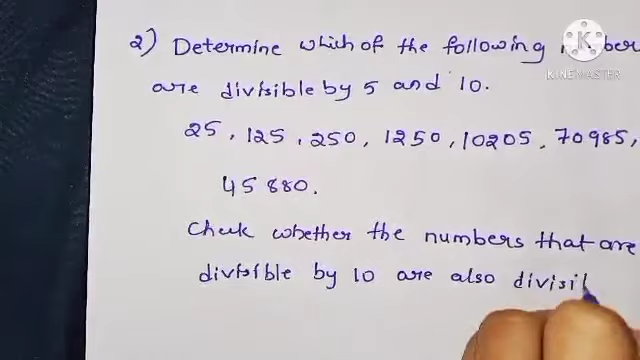 2) Determine which of the following
are divisible by 5 and 10.
25, 125, 250, 1250, 10205, 70985,
45880.
Check whether the numbers that are
divisible by 10 are also divisi
KINEMASTER